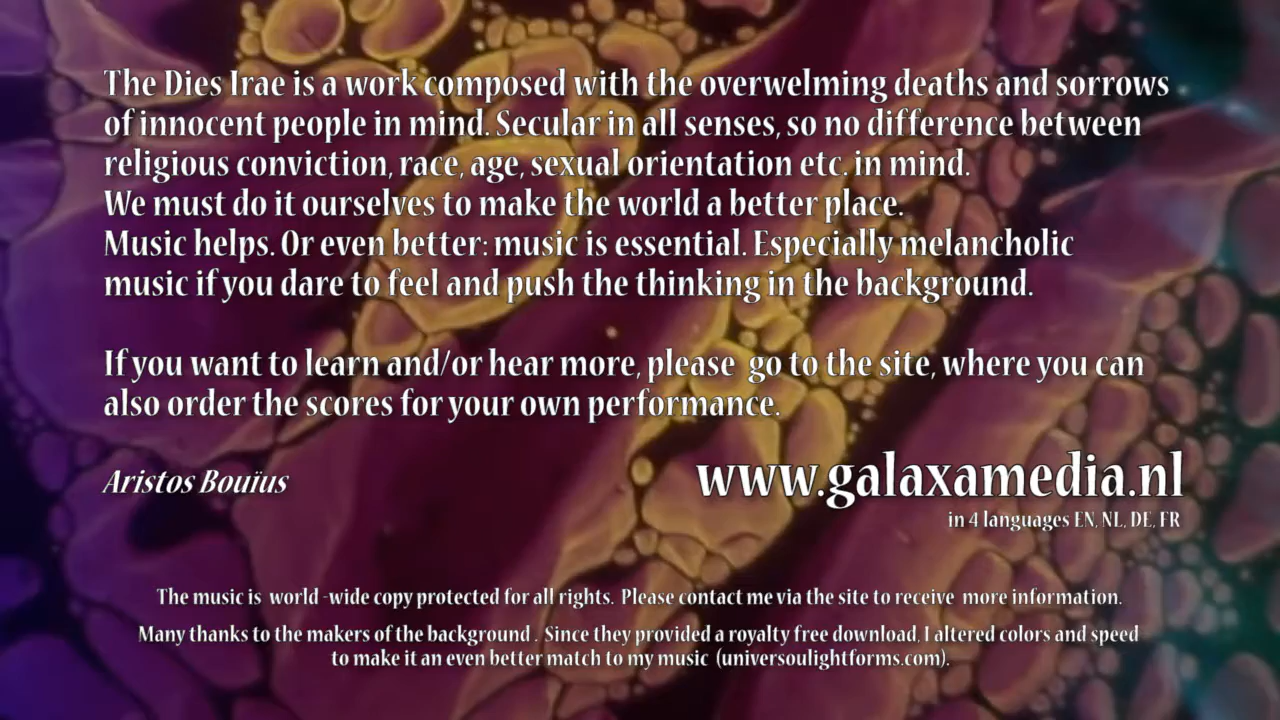 The Dies Irae is a work composed with the overwelming deaths and sorrows
of innocent people in mind. Secular in all senses, so no difference between
religious conviction, race, age, sexual orientation etc. in mind.
We must do it ourselves to make the world a better place.
Music helps. Or even better: music is essential. Especially melancholic
music if you dare to feel and push the thinking in the background.
If you want to learn and/or hear more, please go to the site, where you can
also order the scores for your own performance.
Aristos Bouïus
www.galaxamedia.nl
in 4 languages EN, NL, DE, FR
The music is world -wide copy protected for all rights. Please contact me via the site to receive more information.
Many thanks to the makers of the background . Since they provided a royalty free download, I altered colors and speed
to make it an even better match to my music (universoulightforms.com).